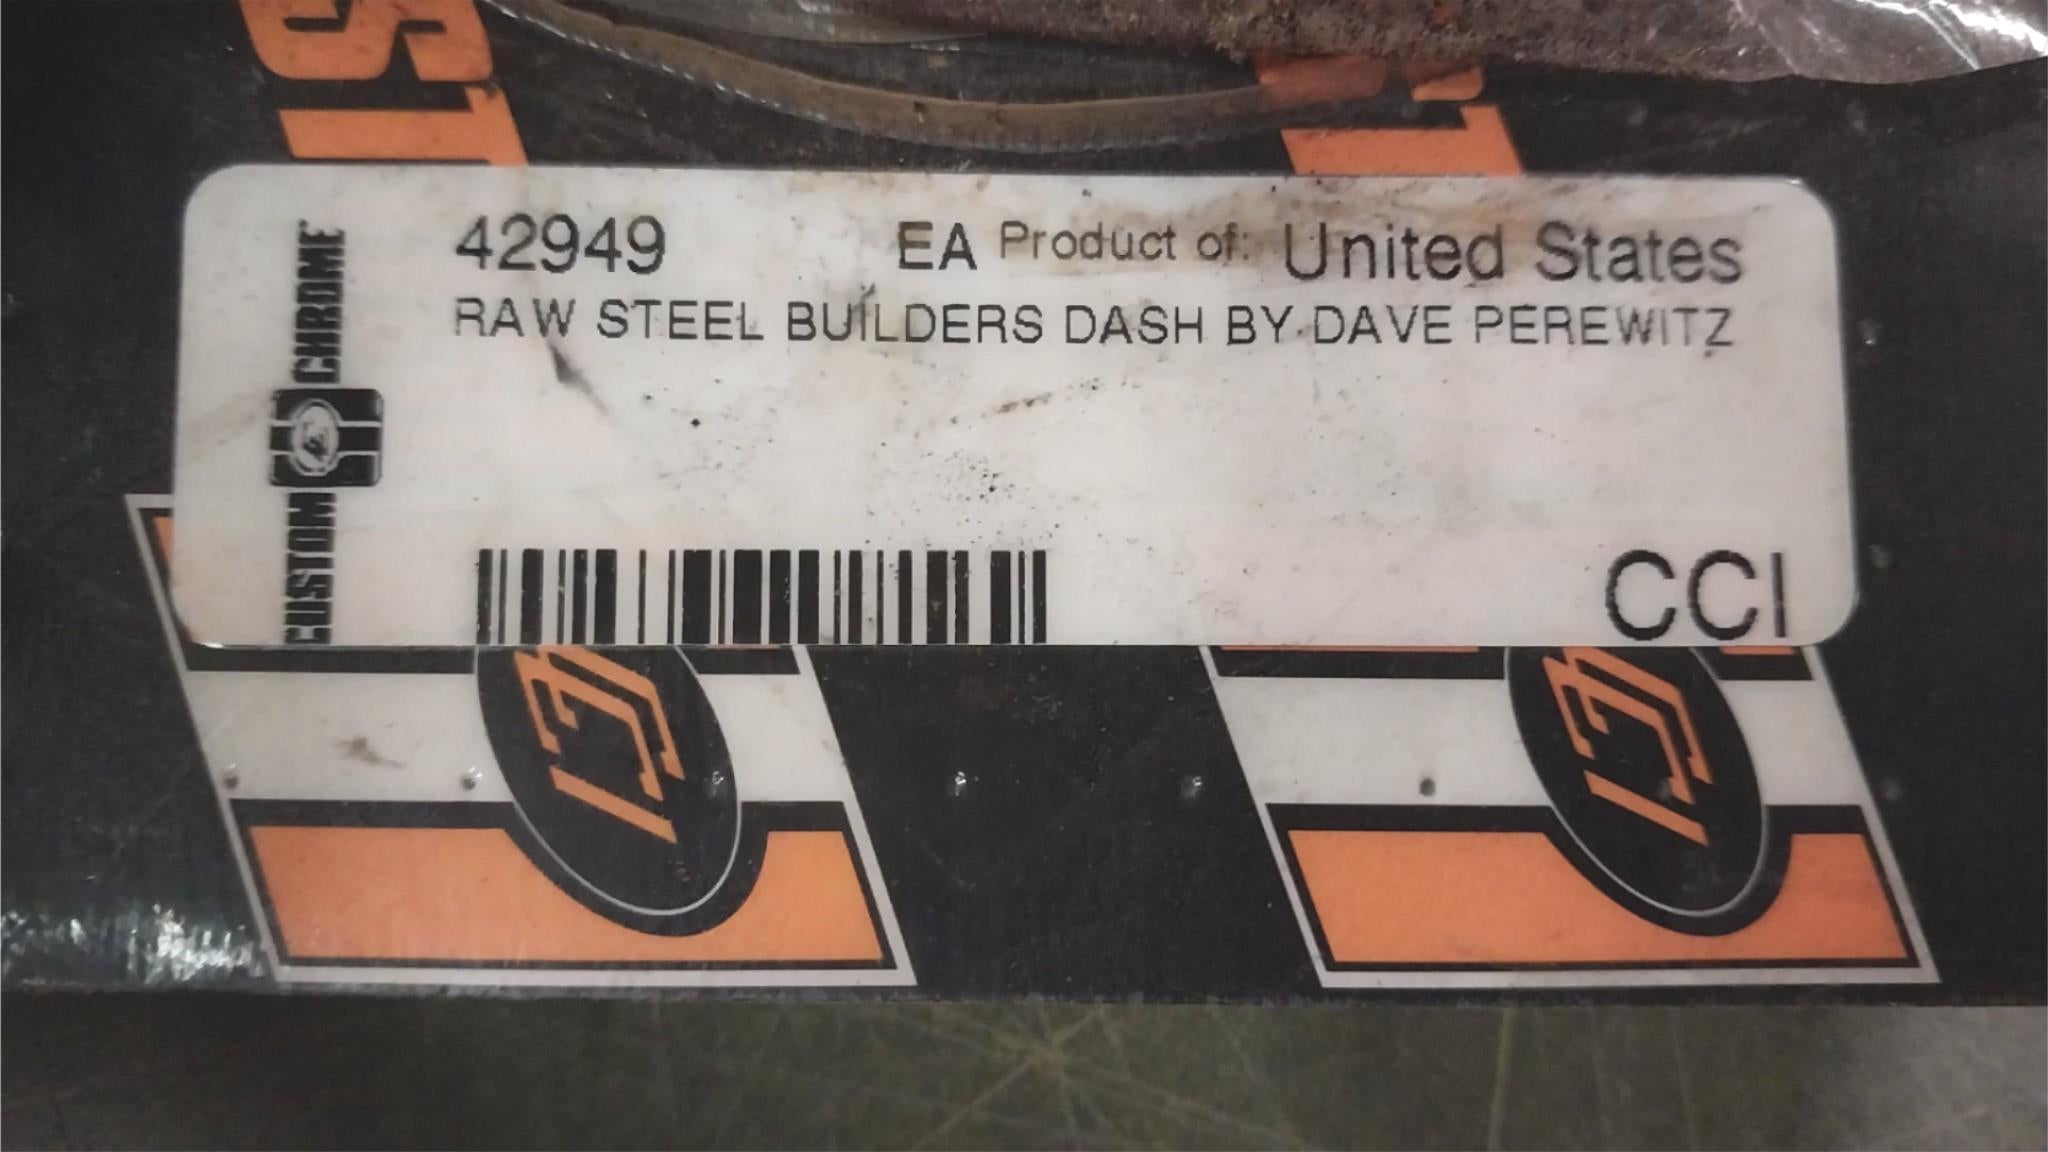 42949 EA Product of: United States
RAW STEEL BUILDERS DASH BY DAVE PEREWITZ
CUSTOM CHROME
CCI